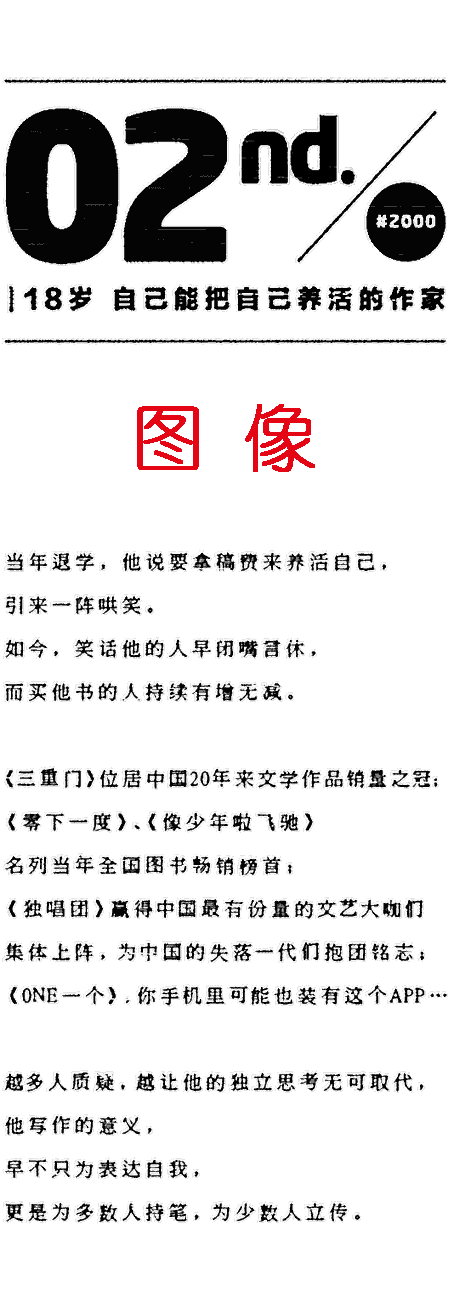 02nd.
#2000
18岁 自己能把自己养活的作家
图 像
当年退学，他说要拿稿费来养活自己，
引来一阵哄笑。
如今，笑话他的人早闭嘴言休，
而买他书的人持续有增无减。
《三重门》位居中国20年来文学作品销量之冠；
《零下一度》、《像少年啦飞驰》
名列当年全国图书畅销榜首；
《独唱团》赢得中国最有份量的文艺大咖们
集体上阵，为中国的失落一代们抱团铭志；
《ONE一个》，你手机里可能也装有这个APP…
越多人质疑，越让他的独立思考无可取代，
他写作的意义，
早不只为表达自我，
更是为多数人持笔，为少数人立传。